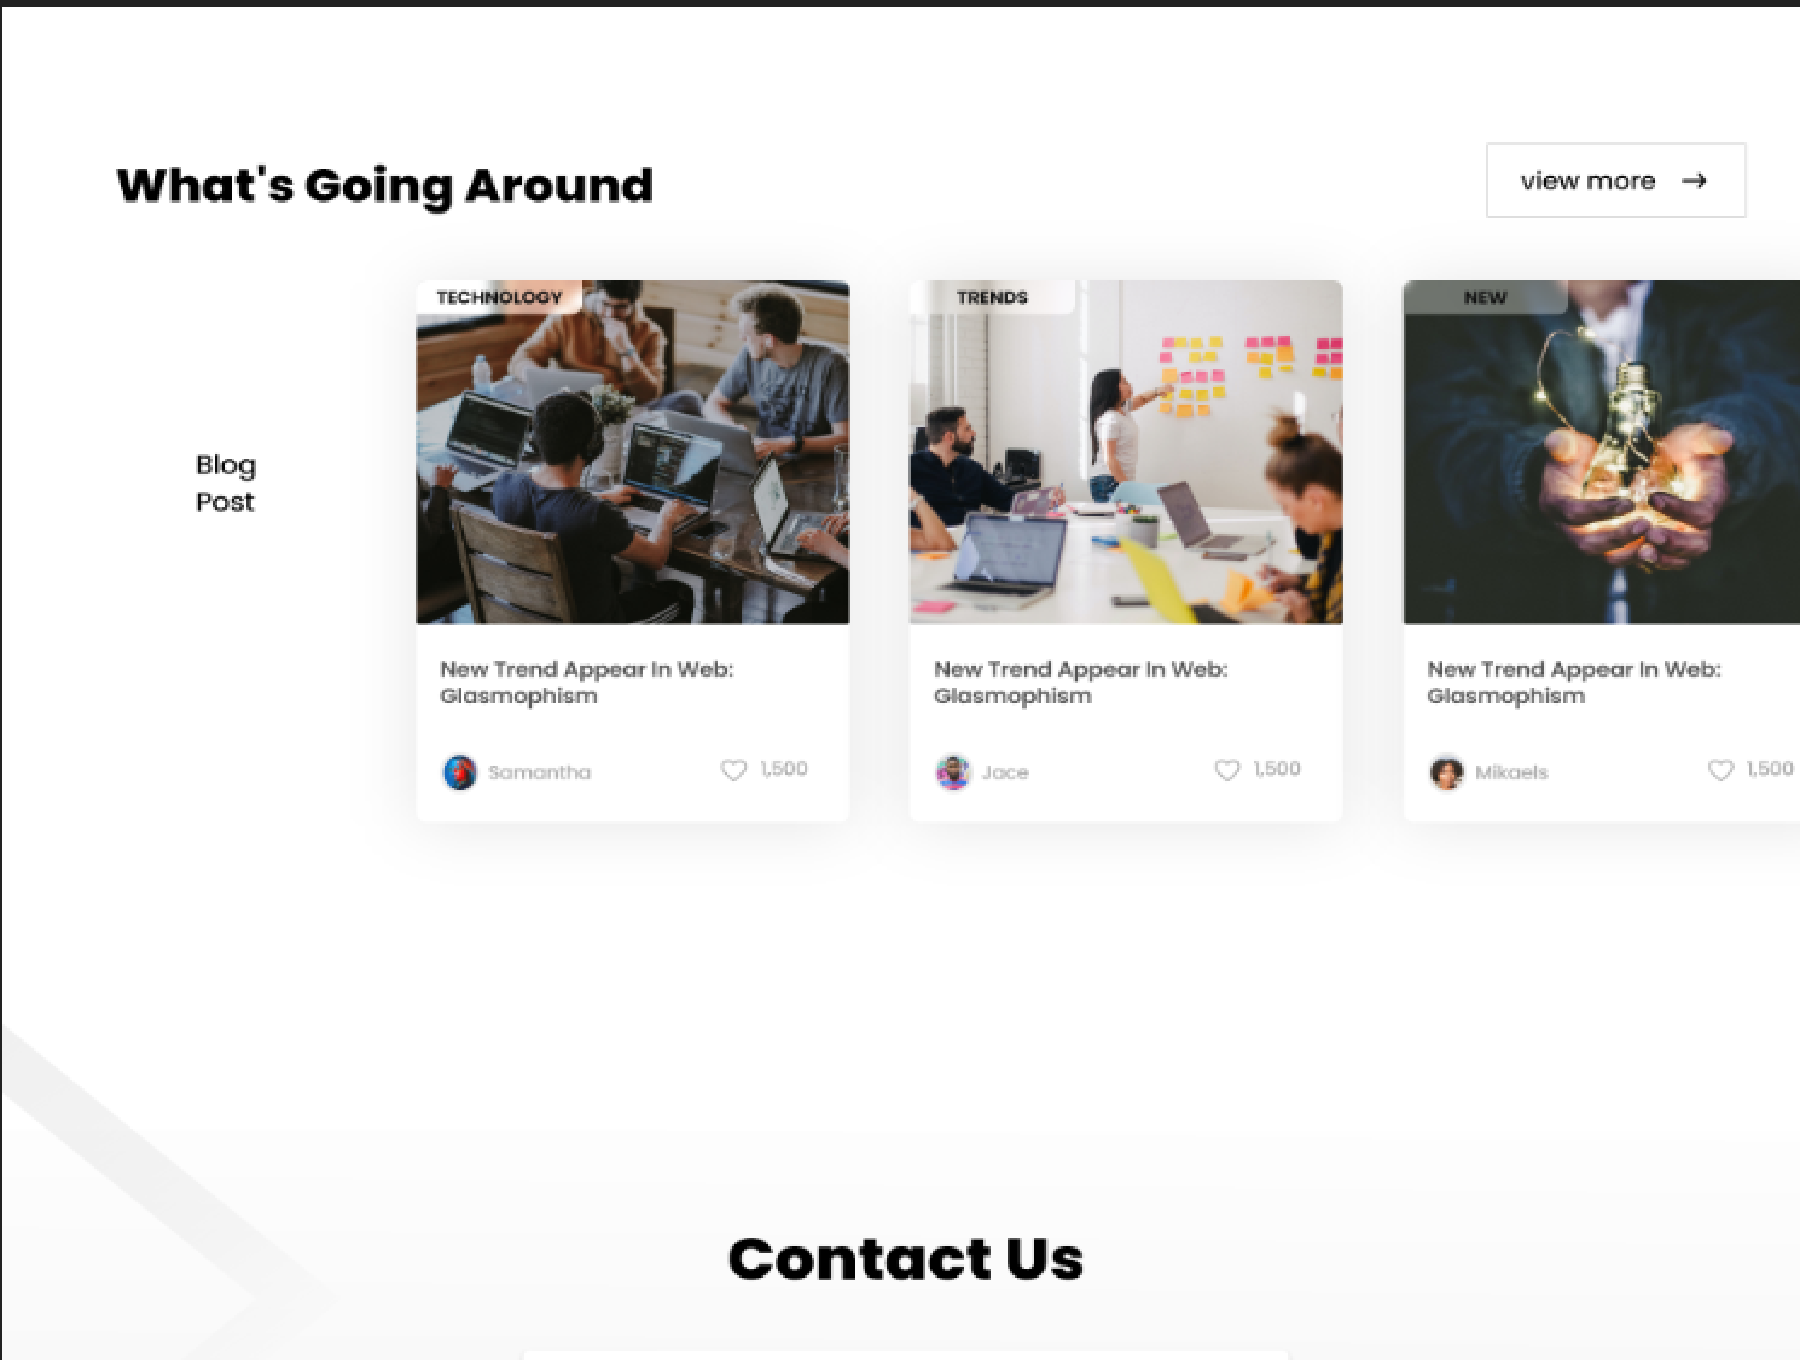 What's Going Around
view more
Blog
Post
TECHNOLOGY
New Trend Appear In Web:
Glasmophism
Samantha
1,500
TRENDS
New Trend Appear In Web:
Glasmophism
Jace
1,500
NEW
New Trend Appear In Web:
Glasmophism
Mikaels
1,500
Contact Us